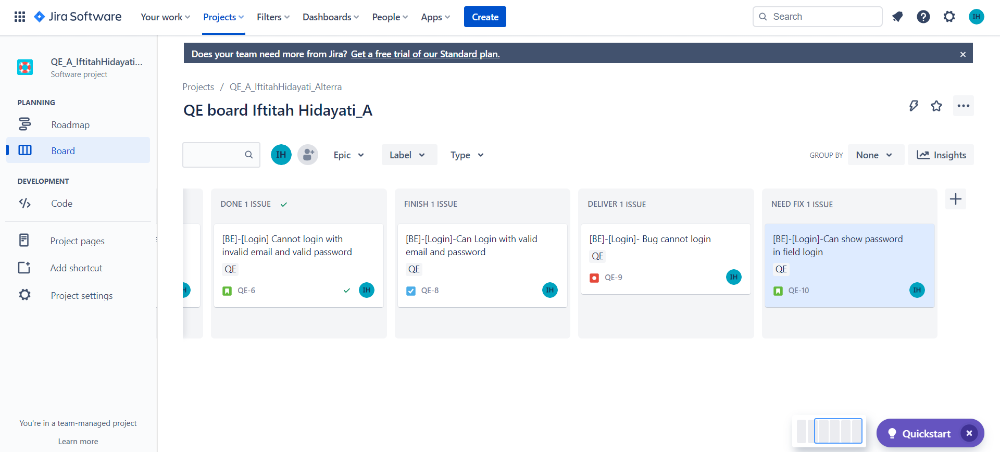 Jira Software
Your work
Projects
Filters
Dashboards
People
Apps
Create
Search
IH
Does your team need more from Jira? Get a free trial of our Standard plan.
QE_A_IftitahHidayati...
Software project
PLANNING
Roadmap
Board
DEVELOPMENT
Code
Project pages
Add shortcut
Project settings
You're in a team-managed project
Learn more
Projects / QE_A_IftitahHidayati_Alterra
QE board Iftitah Hidayati_A
IH
Epic
Label
Type
GROUP BY
None
Insights
H
DONE 1 ISSUE
[BE]-[Login] Cannot login with
invalid email and valid password
QE
QE-6
IH
FINISH 1 ISSUE
[BE]-[Login]-Can Login with valid
email and password
QE
QE-8
IH
DELIVER 1 ISSUE
[BE]-[Login]- Bug cannot login
QE
QE-9
IH
NEED FIX 1 ISSUE
[BE]-[Login]-Can show password
in field login
QE
QE-10
IH
Quickstart